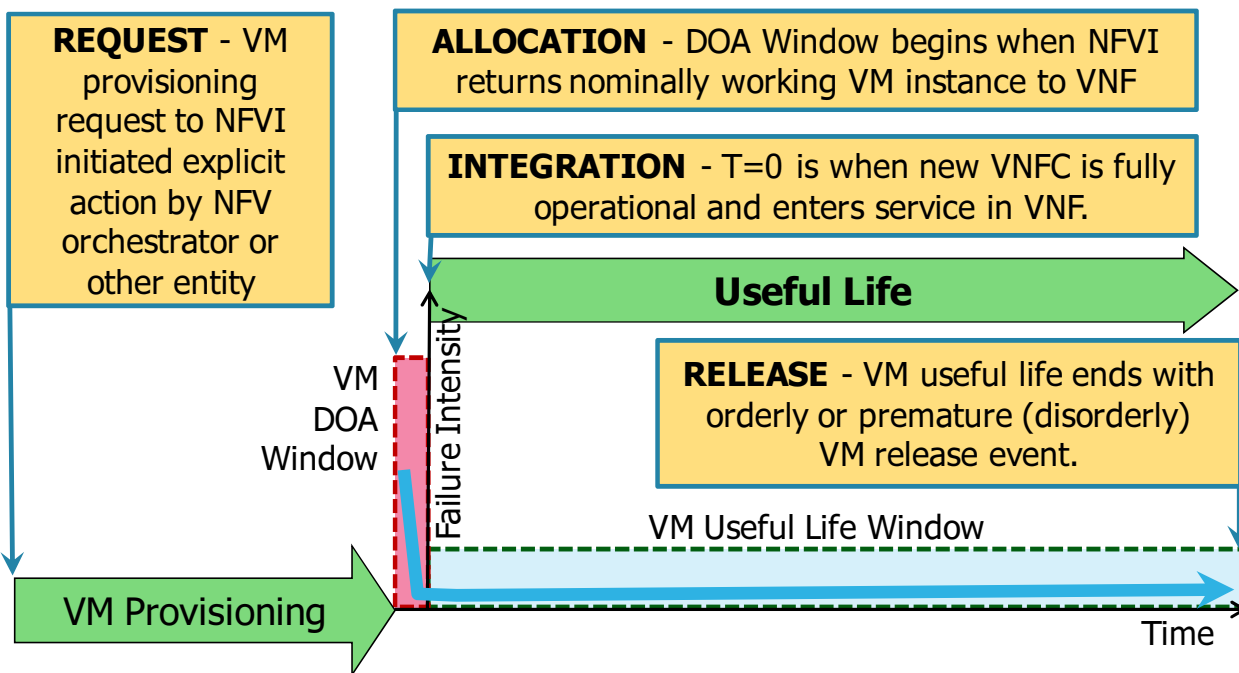 REQUEST - VM
provisioning
request to NFVI
initiated explicit
action by NFV
orchestrator or
other entity
ALLOCATION - DOA Window begins when NFVI
returns nominally working VM instance to VNF
INTEGRATION - T=0 is when new VNFC is fully
operational and enters service in VNF.
Useful Life
Failure Intensity
VM
DOA
Window
RELEASE - VM useful life ends with
orderly or premature (disorderly)
VM release event.
VM Useful Life Window
VM Provisioning
Time